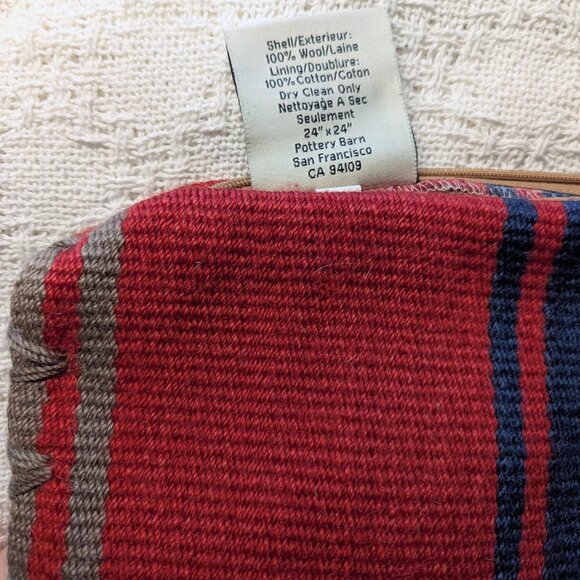 Shell/Exterieur:
100% Wool/Laine
Lining/Doublure:
100% Cotton/Coton
Dry Clean Only
Nettoyage A Sec
Seulement
24" x 24"
Pottery Barn
San Francisco
CA 94109